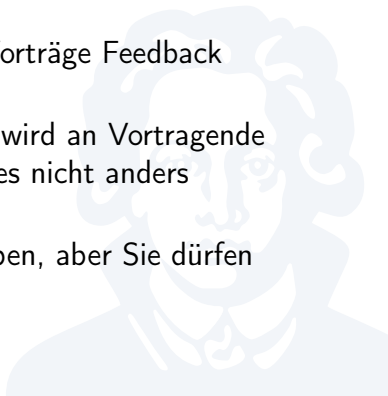 orträge Feedback
wird an Vortragende
es nicht anders
ben, aber Sie dürfen